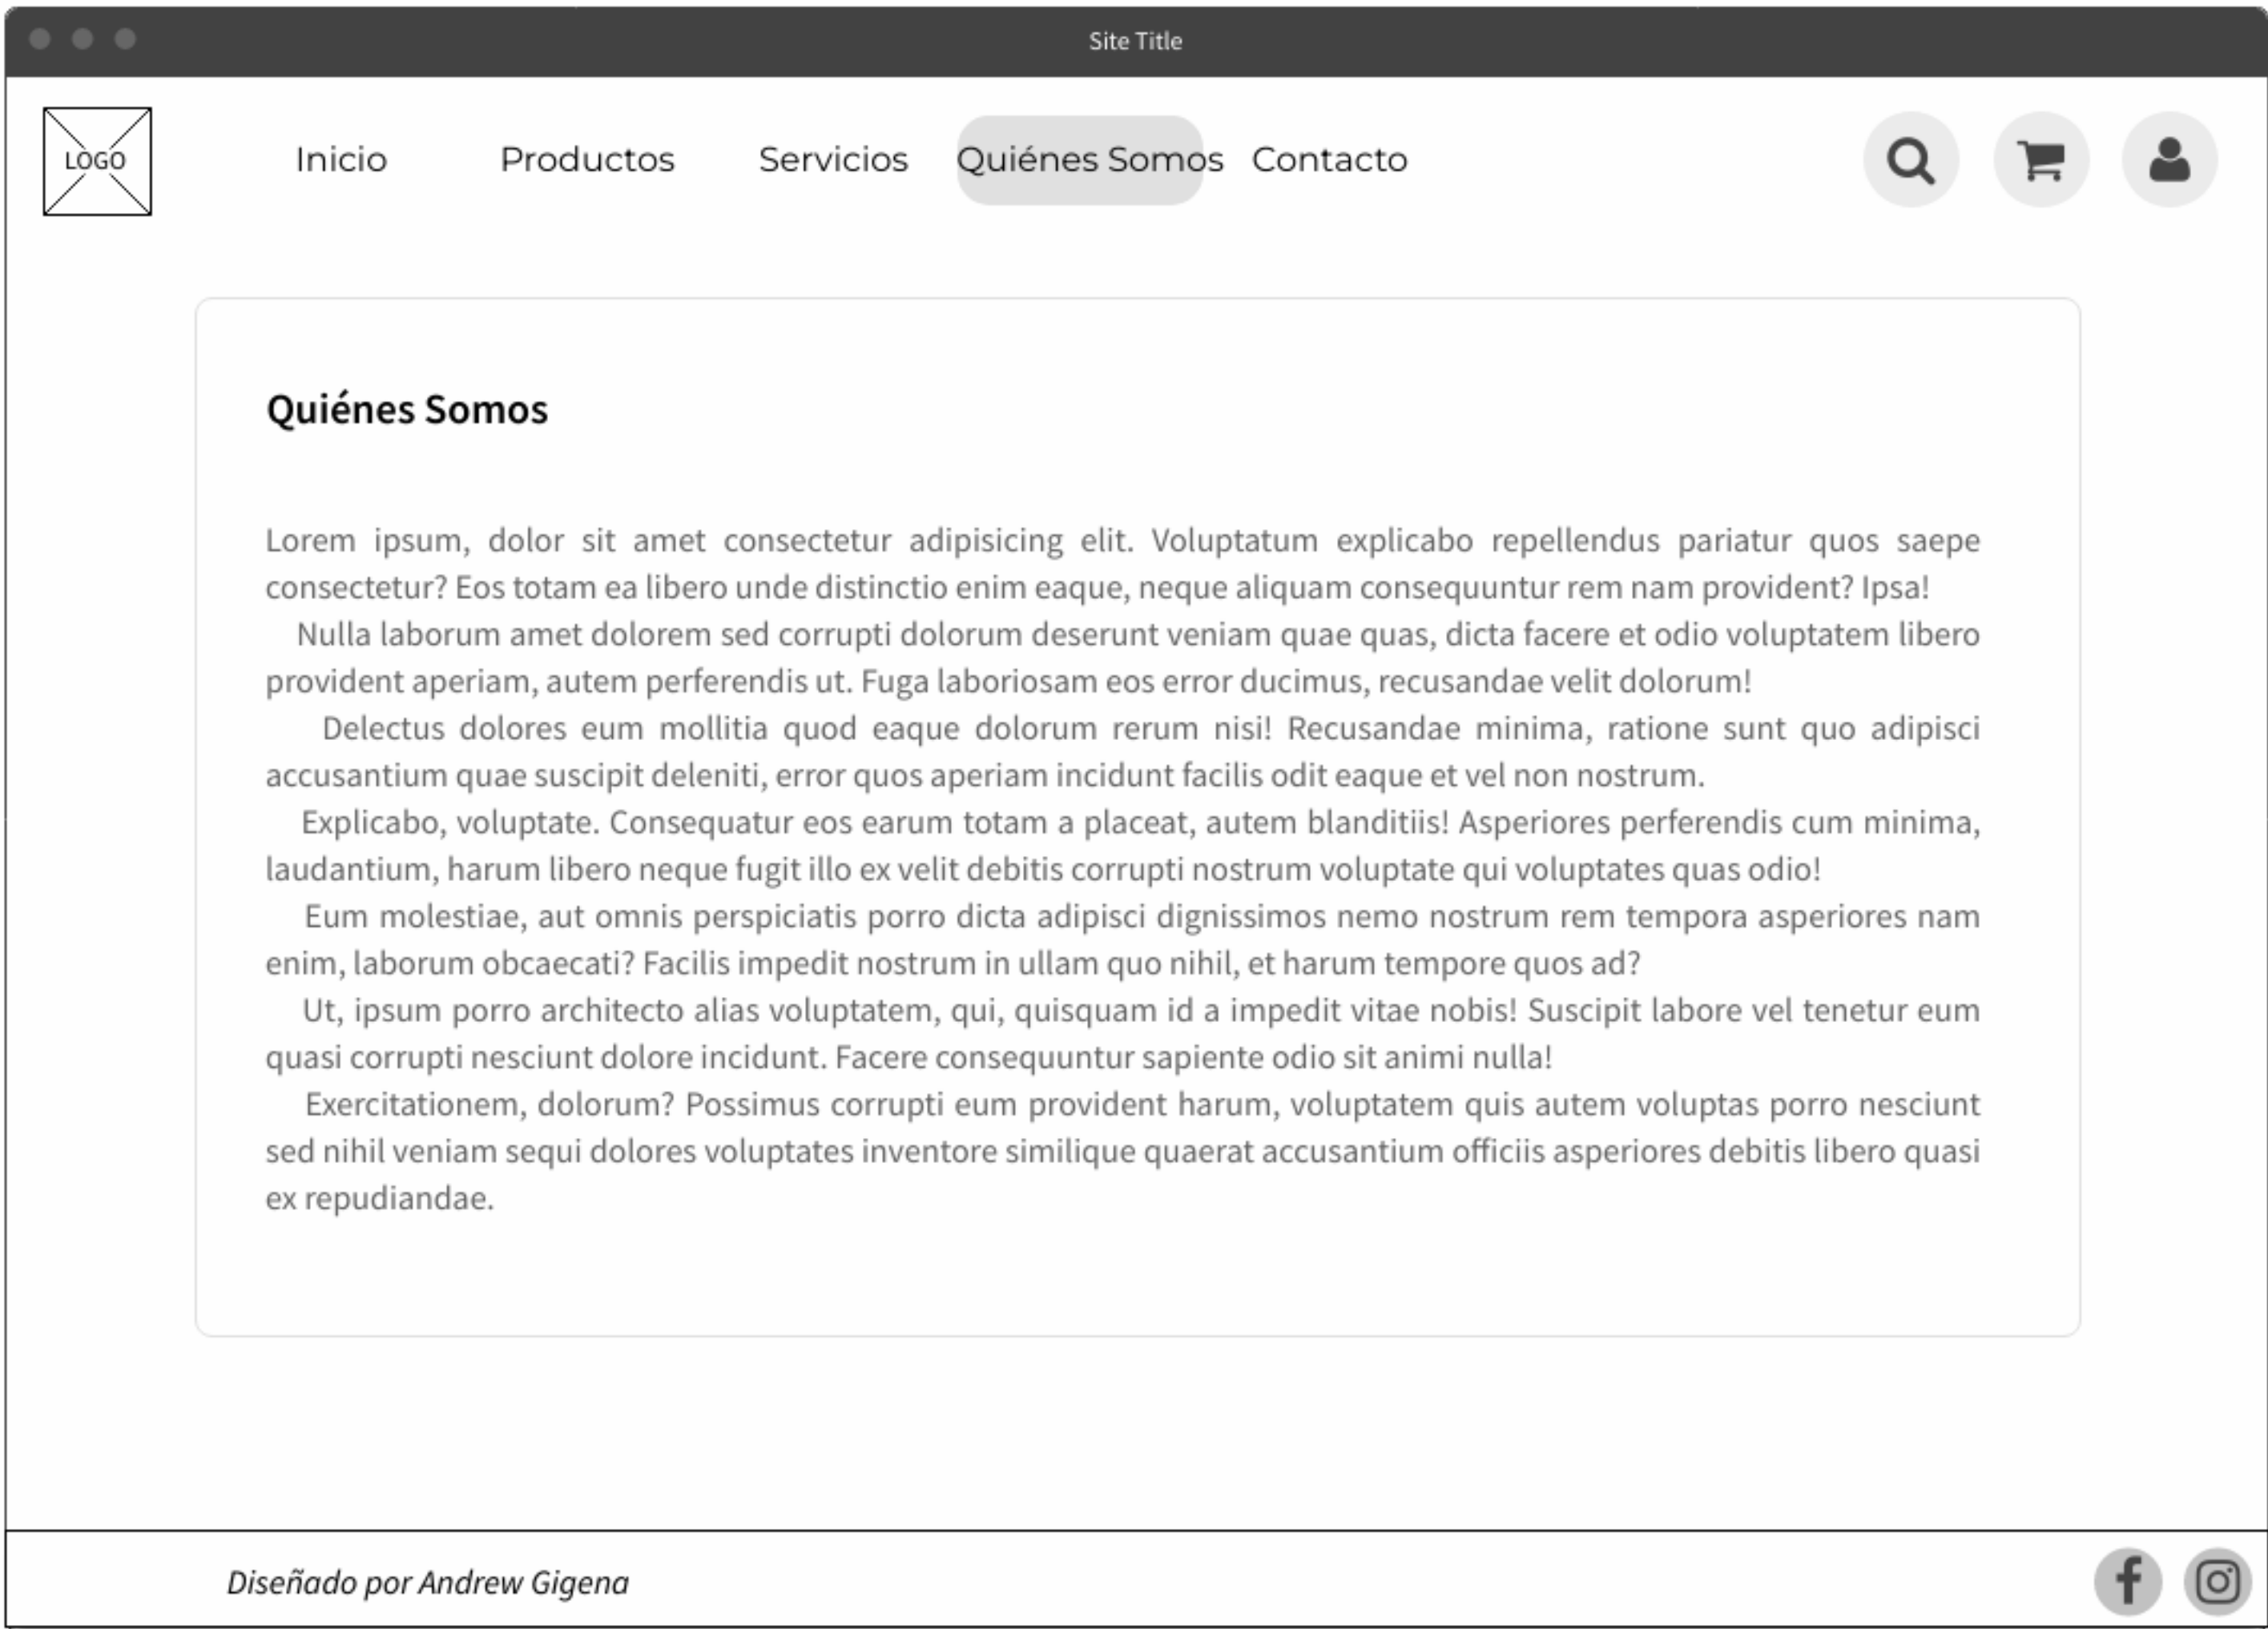 Site Title
LOGO
Inicio
Productos
Servicios
Quiénes Somos
Contacto
Quiénes Somos
Lorem ipsum, dolor sit amet consectetur adipisicing elit. Voluptatum explicabo repellendus pariatur quos saepe
consectetur? Eos totam ea libero unde distinctio enim eaque, neque aliquam consequuntur rem nam provident? Ipsa!
Nulla laborum amet dolorem sed corrupti dolorum deserunt veniam quae quas, dicta facere et odio voluptatem libero
provident aperiam, autem perferendis ut. Fuga laboriosam eos error ducimus, recusandae velit dolorum!
Delectus dolores eum mollitia quod eaque dolorum rerum nisi! Recusandae minima, ratione sunt quo adipisci
accusantium quae suscipit deleniti, error quos aperiam incidunt facilis odit eaque et vel non nostrum.
Explicabo, voluptate. Consequatur eos earum totam a placeat, autem blanditiis! Asperiores perferendis cum minima,
laudantium, harum libero neque fugit illo ex velit debitis corrupti nostrum voluptate qui voluptates quas odio!
Eum molestiae, aut omnis perspiciatis porro dicta adipisci dignissimos nemo nostrum rem tempora asperiores nam
enim, laborum obcaecati? Facilis impedit nostrum in ullam quo nihil, et harum tempore quos ad?
Ut, ipsum porro architecto alias voluptatem, qui, quisquam id a impedit vitae nobis! Suscipit labore vel tenetur eum
quasi corrupti nesciunt dolore incidunt. Facere consequuntur sapiente odio sit animi nulla!
Exercitationem, dolorum? Possimus corrupti eum provident harum, voluptatem quis autem voluptas porro nesciunt
sed nihil veniam sequi dolores voluptates inventore similique quaerat accusantium officiis asperiores debitis libero quasi
ex repudiandae.
Diseñado por Andrew Gigena